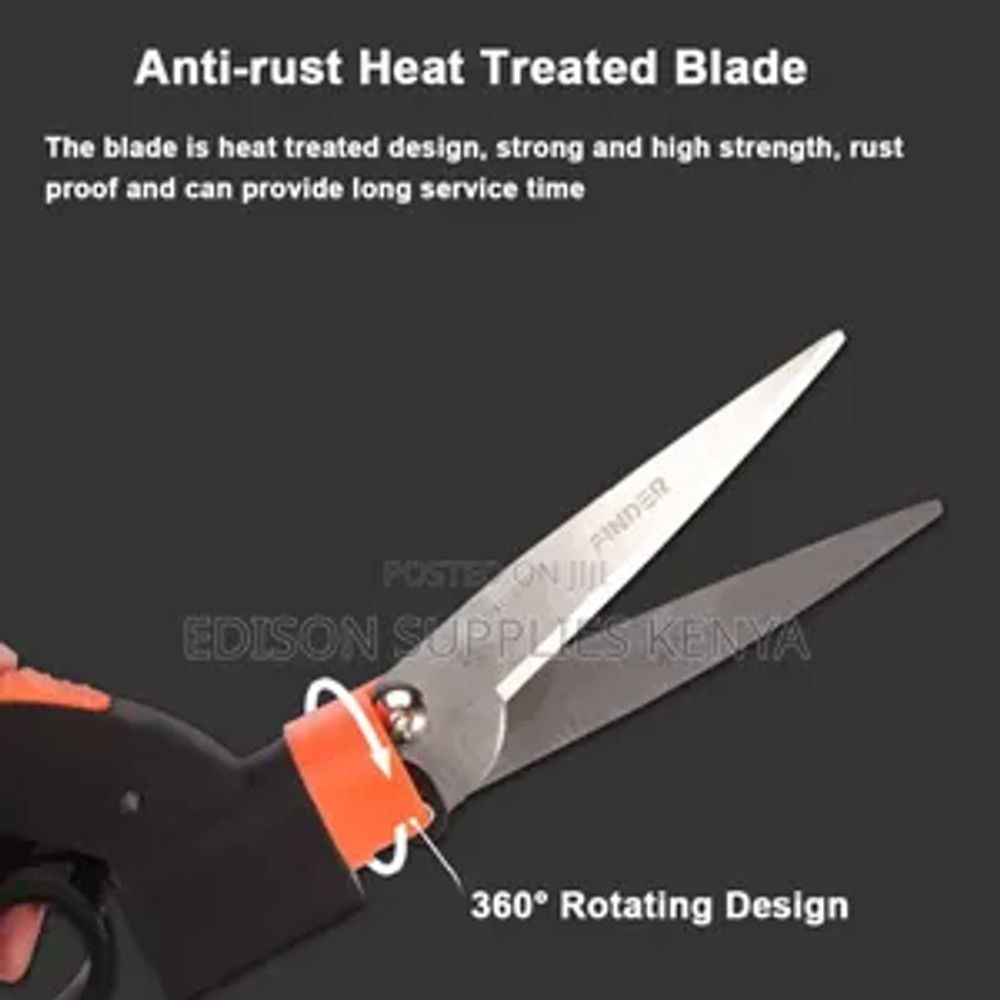 Anti-rust Heat Treated Blade
The blade is heat treated design, strong and high strength, rust
proof and can provide long service time
FINDER
POSTED ON JIJI
EDISON SUPPLIES KENYA
360° Rotating Design